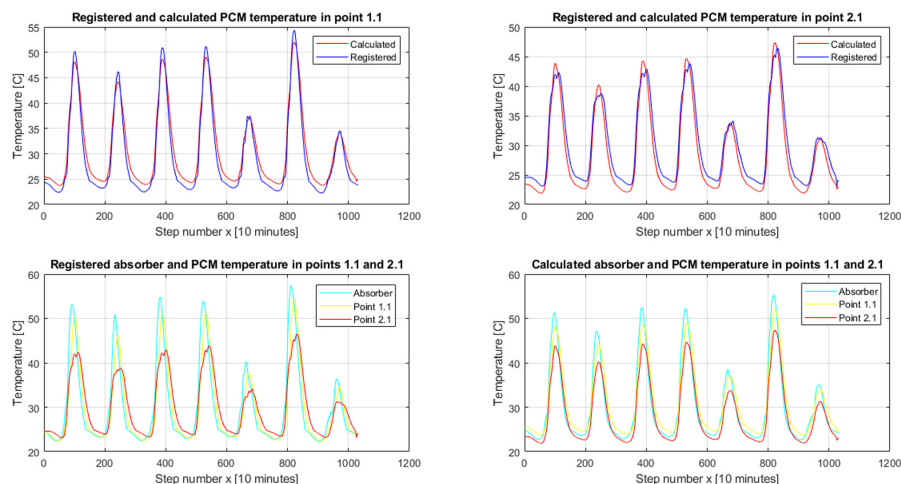 Registered and calculated PCM temperature in point 1.1
55
50
45
40
35
30
25
20
Temperature [C]
Calculated
Registered
0 200 400 600 800 1000 1200
Step number x [10 minutes]
Registered and calculated PCM temperature in point 2.1
50
45
40
35
30
25
20
Temperature [C]
Calculated
Registered
0 200 400 600 800 1000 1200
Step number x [10 minutes]
Registered absorber and PCM temperature in points 1.1 and 2.1
60
50
40
30
20
Temperature [C]
Absorber
Point 1.1
Point 2.1
0 200 400 600 800 1000 1200
Step number x [10 minutes]
Calculated absorber and PCM temperature in points 1.1 and 2.1
60
50
40
30
20
Temperature [C]
Absorber
Point 1.1
Point 2.1
0 200 400 600 800 1000 1200
Step number x [10 minutes]